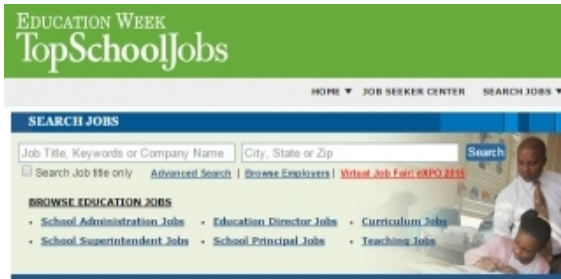 EDUCATION WEEK
TopSchoolJobs
HOME ▼ JOB SEEKER CENTER SEARCH JOBS ▼
SEARCH JOBS
Job Title, Keywords or Company Name City, State or Zip Search
Search Job title only Advanced Search | Browse Employers | Virtual Job Fair: eXPO 2015
BROWSE EDUCATION JOBS
• School Administration Jobs • Education Director Jobs • Curriculum Jobs
• School Superintendent Jobs • School Principal Jobs • Teaching Jobs